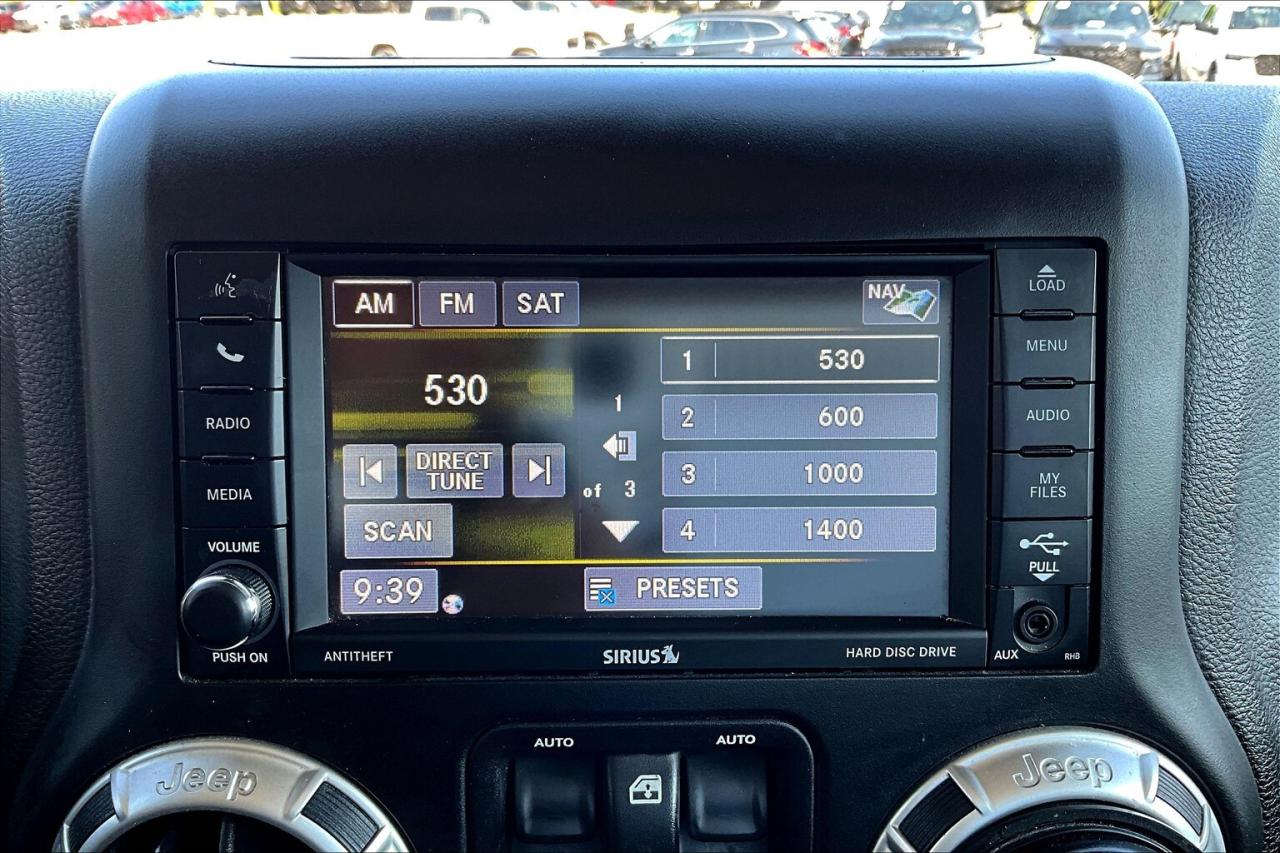 AM FM SAT NAV
LOAD
MENU
RADIO
AUDIO
MEDIA
MY
FILES
VOLUME
PULL
PUSH ON
530
1 530
1
2 600
DIRECT
TUNE
of 3
3 1000
SCAN
4 1400
9:39
PRESETS
ANTITHEFT
SIRIUS
HARD DISC DRIVE
AUX
RHB
AUTO
AUTO
Jeep
Jeep